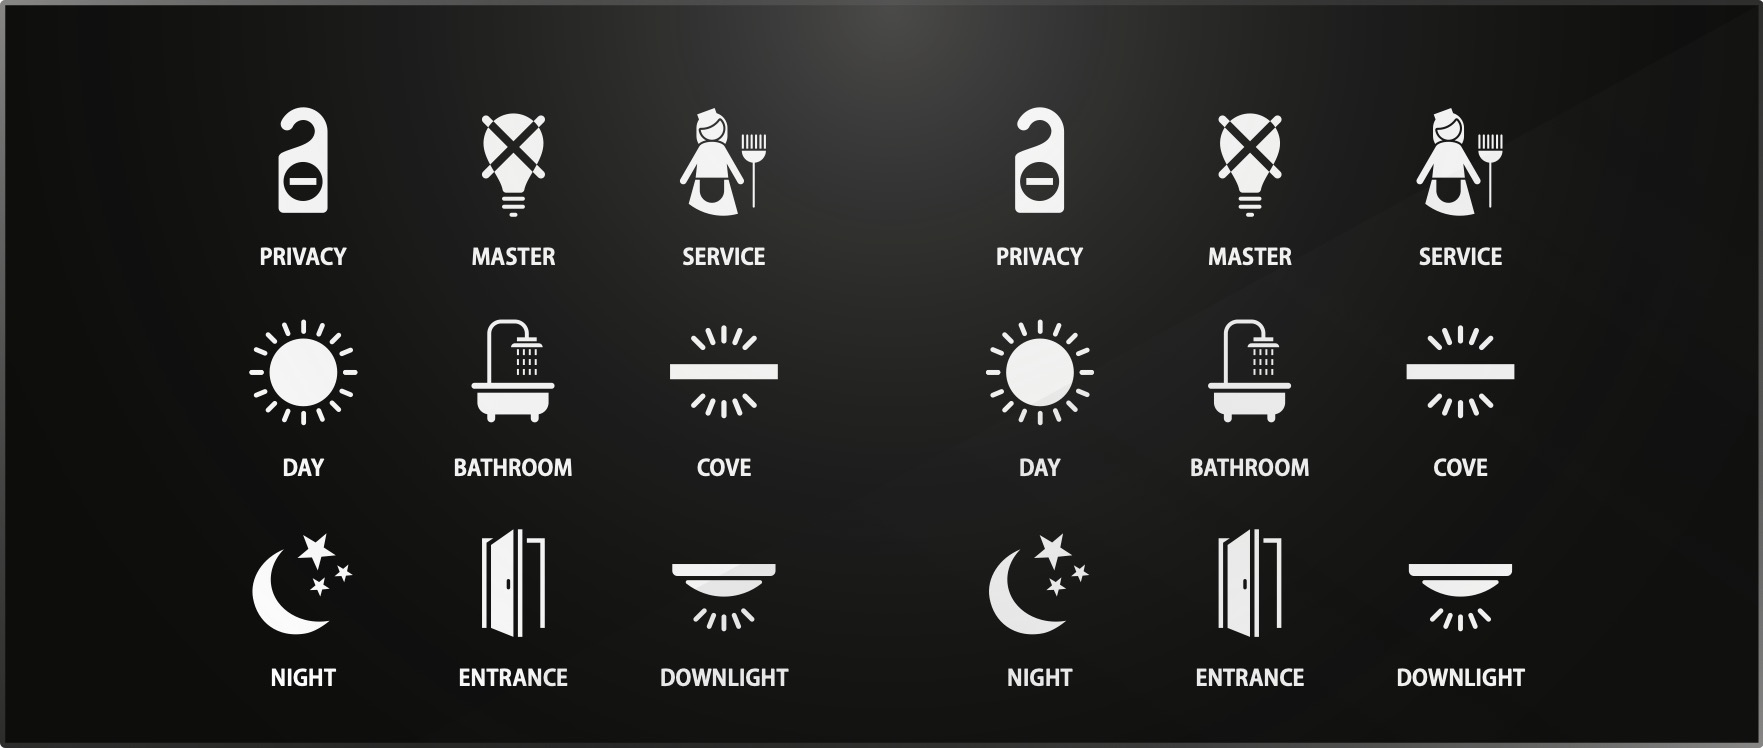 PRIVACY MASTER SERVICE PRIVACY MASTER SERVICE
DAY BATHROOM COVE DAY BATHROOM COVE
NIGHT ENTRANCE DOWNLIGHT NIGHT ENTRANCE DOWNLIGHT